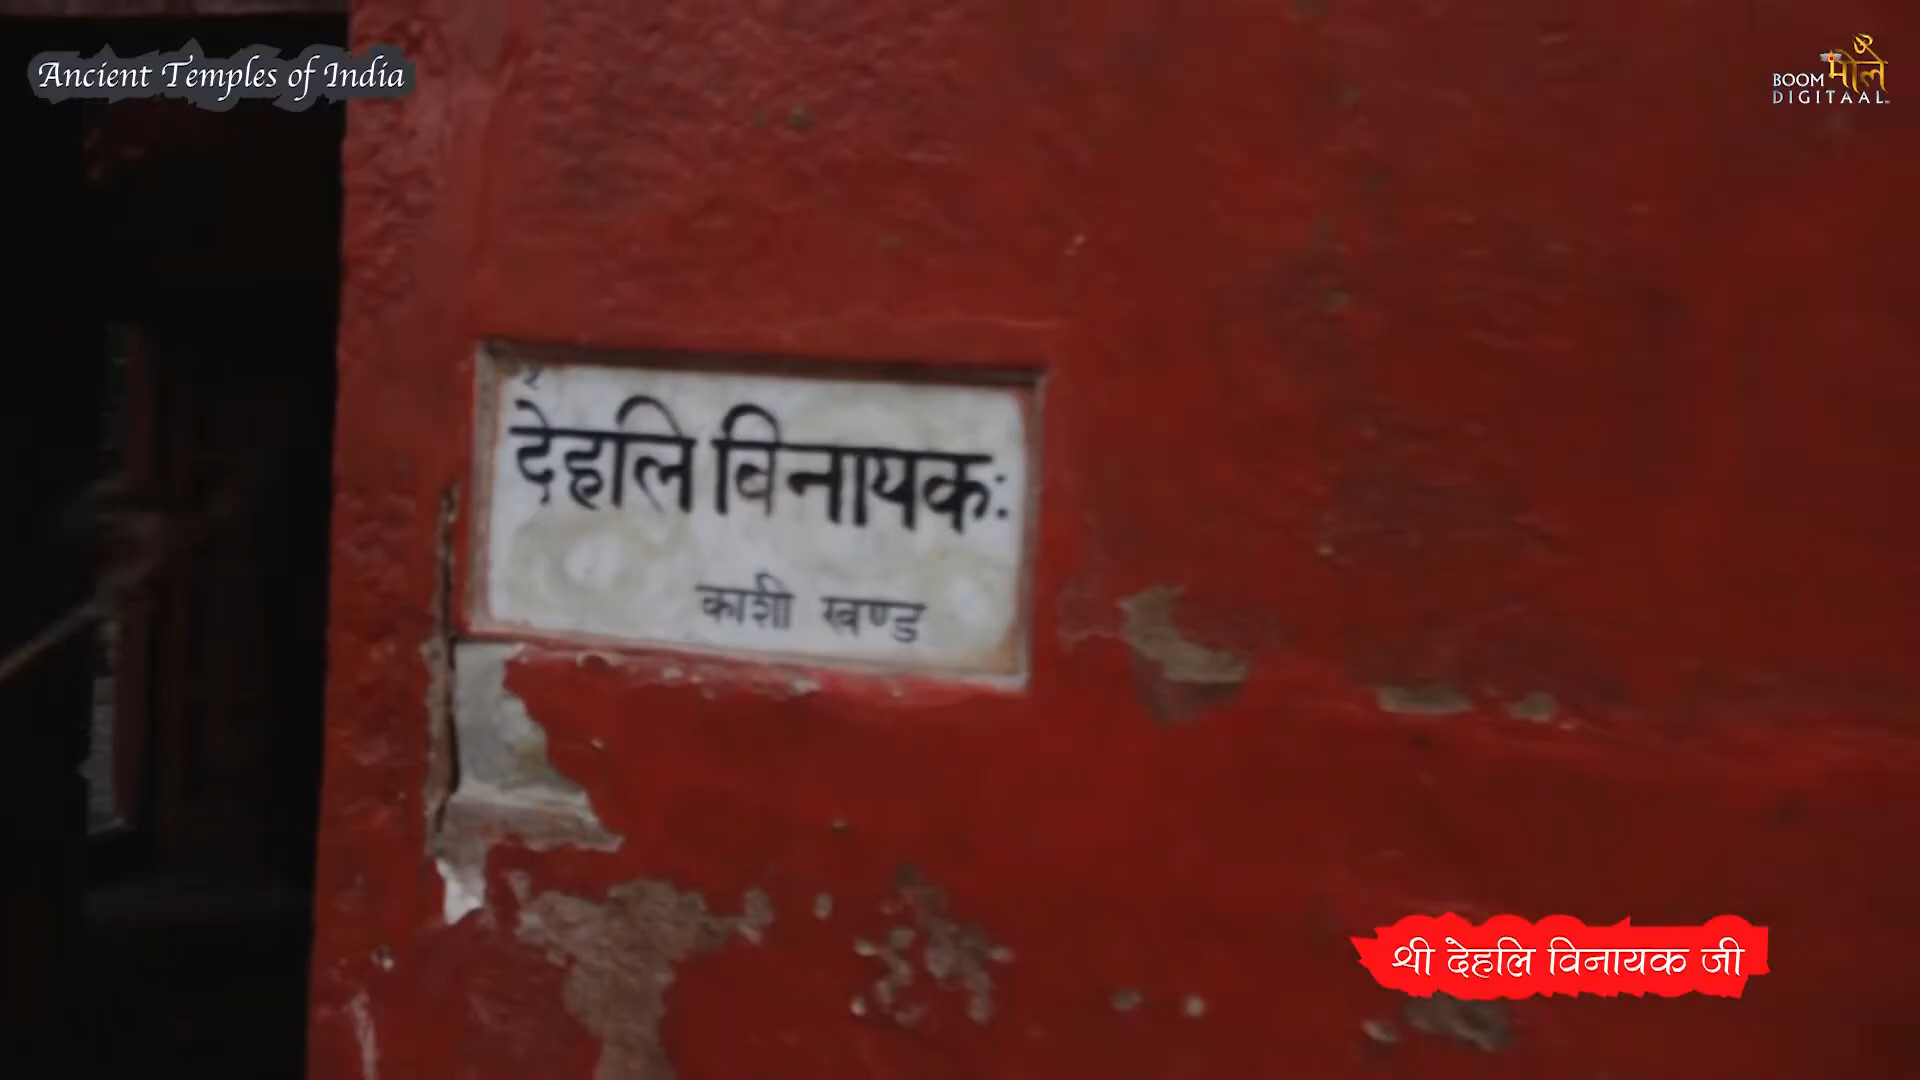 Ancient Temples of India
BOOM भोले
DIGITAAL
देहलि विनायकः
काशी खण्ड
श्री देहलि विनायक जी